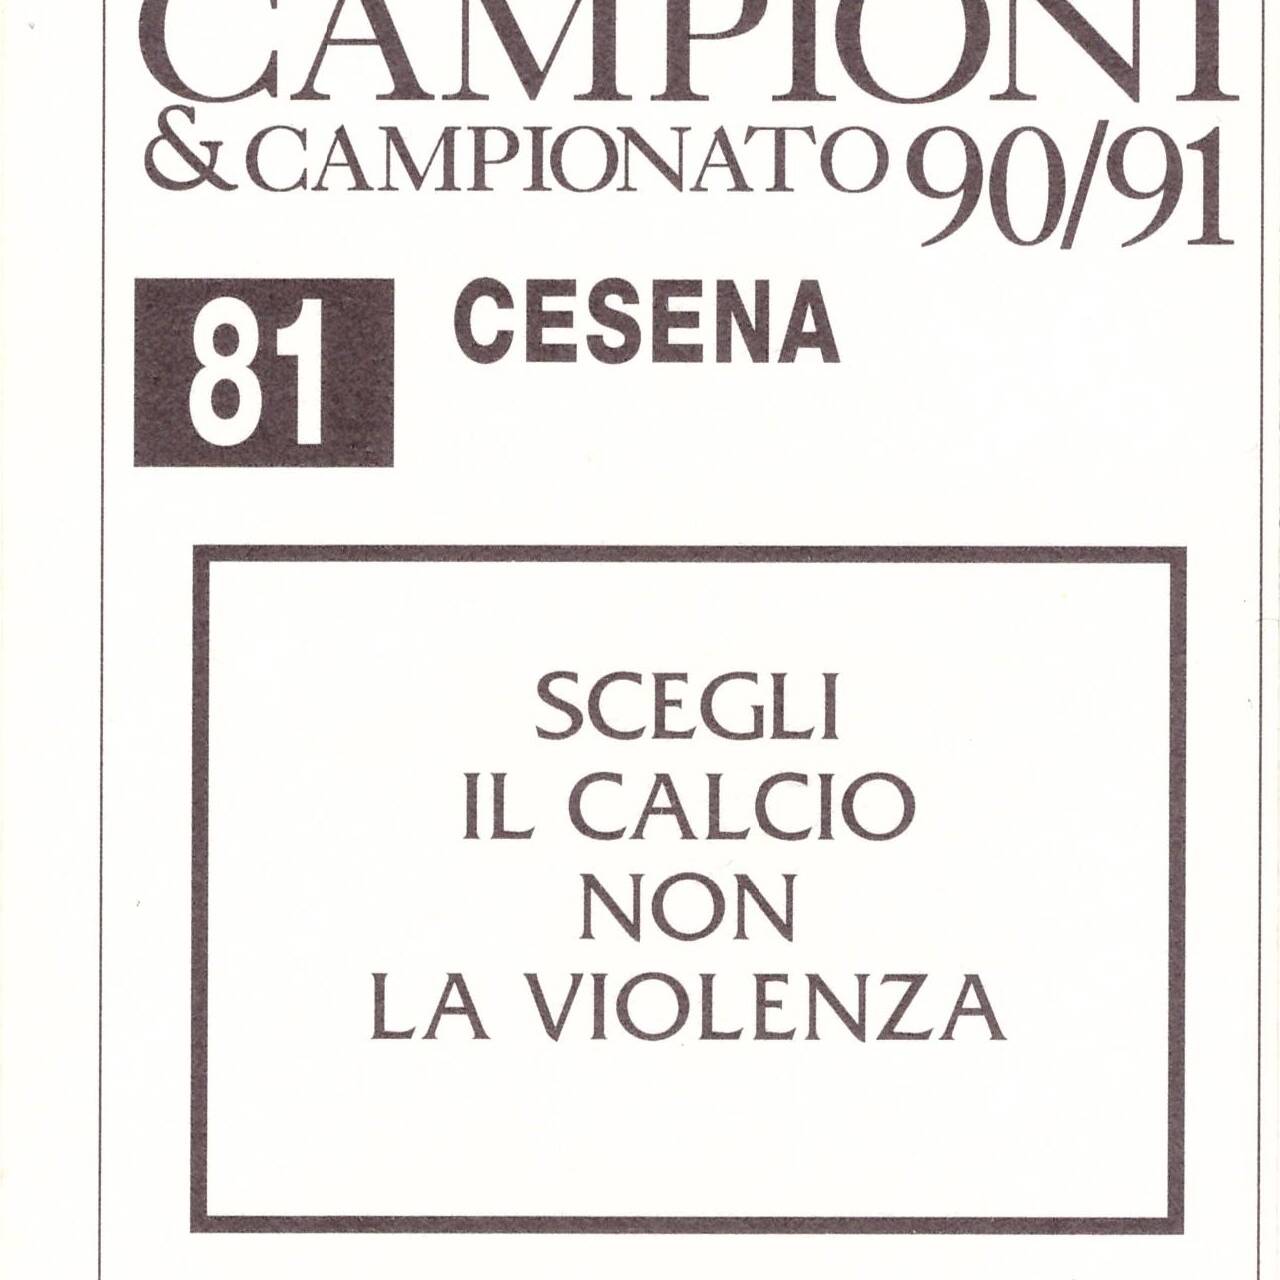 CAMPIONI
& CAMPIONATO 90/91
81 CESENA
SCEGLI
IL CALCIO
NON
LA VIOLENZA